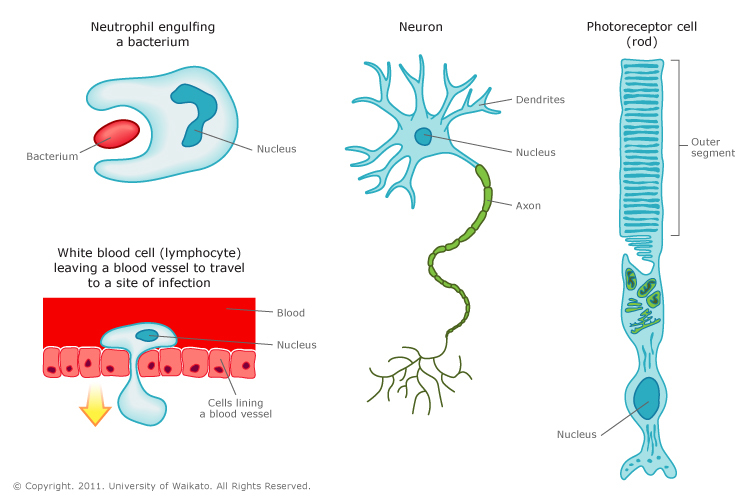 Neutrophil engulfing
a bacterium
Bacterium
Nucleus
White blood cell (lymphocyte)
leaving a blood vessel to travel
to a site of infection
Blood
Nucleus
Cells lining
a blood vessel
Neuron
Dendrites
Nucleus
Axon
Photoreceptor cell
(rod)
Outer
segment
Nucleus
© Copyright. 2011. University of Waikato. All Rights Reserved.